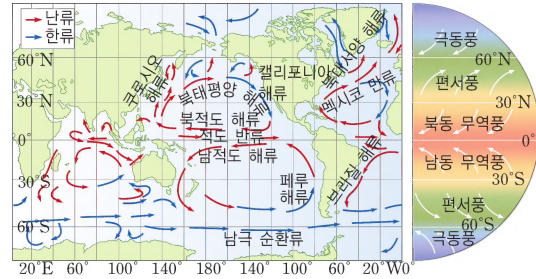 난류
한류
60°N
30°N
0°
30°S
60°S
쿠로시오
해류
북태평양 해류
캘리포니아
해류
북대서양 해류
멕시코 만류
북적도 해류
적도 반류
남적도 해류
페루
해류
브라질 해류
남극 순환류
20°E 60° 100° 140° 180° 140° 100° 60° 20°W0°
극동풍
60°N
편서풍
30°N
북동 무역풍
0°
남동 무역풍
30°S
편서풍
60°S
극동풍